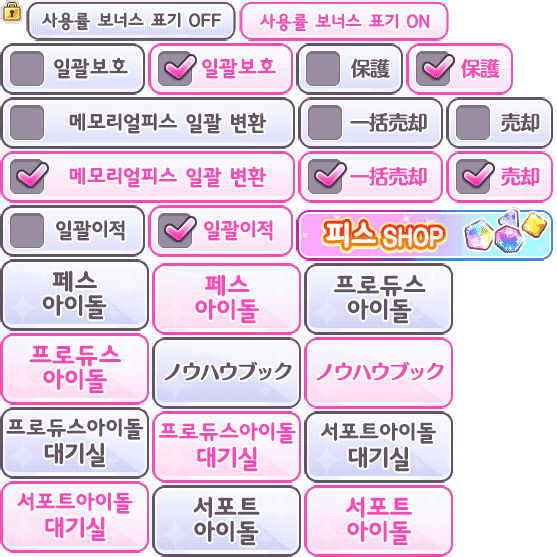 사용률 보너스 표기 OFF
사용률 보너스 표기 ON
일괄보호
일괄보호
保護
保護
메모리얼피스 일괄 변환
一括売却
売却
메모리얼피스 일괄 변환
一括売却
売却
일괄이적
일괄이적
피스 SHOP
페스
아이돌
페스
아이돌
프로듀스
아이돌
프로듀스
아이돌
ノウハウブック
ノウハウブック
프로듀스아이돌
대기실
프로듀스아이돌
대기실
서포트아이돌
대기실
서포트아이돌
대기실
서포트
아이돌
서포트
아이돌